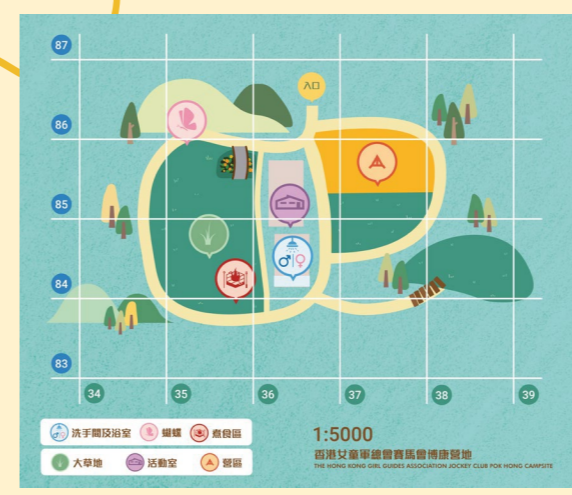 87
入口
86
85
84
83
34 35 36 37 38 39
洗手間及浴室 蝴蝶 煮食區
大草地 活動室 營區
1:5000
香港女童軍總會賽馬會博康營地
THE HONG KONG GIRL GUIDES ASSOCIATION JOCKEY CLUB POK HONG CAMPSITE